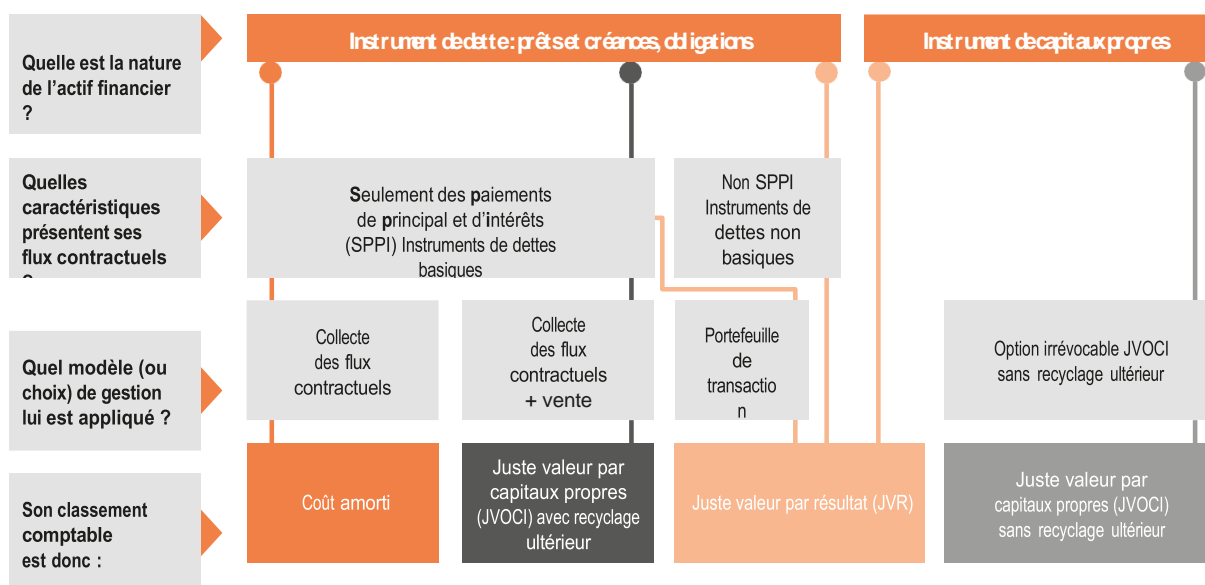 Instrument de dette : prêts et créances, obligations
Instrument de capitaux propres
Quelle est la nature
de l'actif financier
?
Quelles
caractéristiques
présentent ses
flux contractuels
Seulement des paiements
de principal et d'intérêts
(SPPI) Instruments de dettes
basiques
Non SPPI
Instruments de
dettes non
basiques
Quel modèle (ou
choix) de gestion
lui est appliqué ?
Collecte
des flux
contractuels
Collecte
des flux
contractuels
+ vente
Portefeuille
de
transactio
n
Option irrévocable JVOCI
sans recyclage ultérieur
Son classement
comptable
est donc :
Coût amorti
Juste valeur par
capitaux propres
(JVOCI) avec recyclage
ultérieur
Juste valeur par résultat (JVR)
Juste valeur par
capitaux propres (JVOCI)
sans recyclage ultérieur